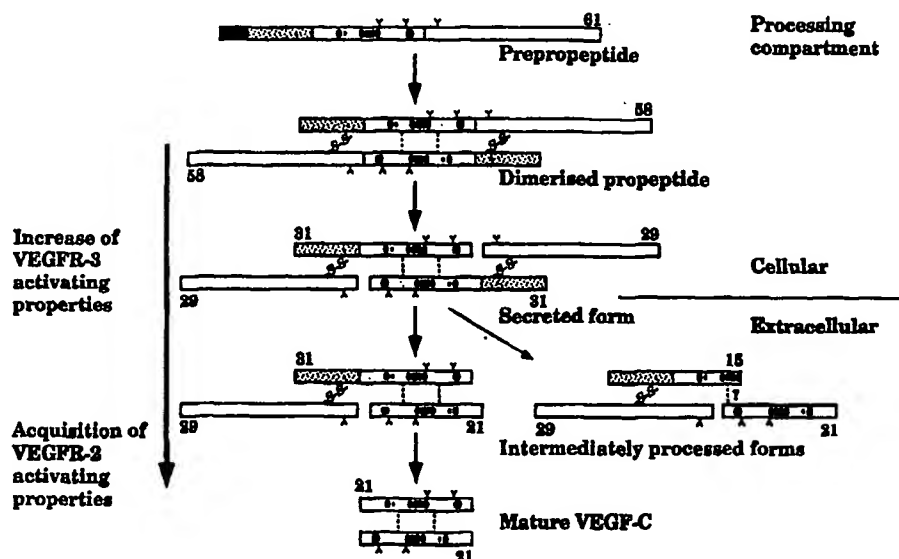 61
Processing
compartment
Prepropeptide
58
58
Dimerised propeptide
Increase of
VEGFR-3
activating
properties
31
29
29
31
Cellular
Secreted form
Extracellular
31
15
?
29
21
29
21
Intermediately processed forms
Acquisition of
VEGFR-2
activating
properties
21
Mature VEGF-C
21